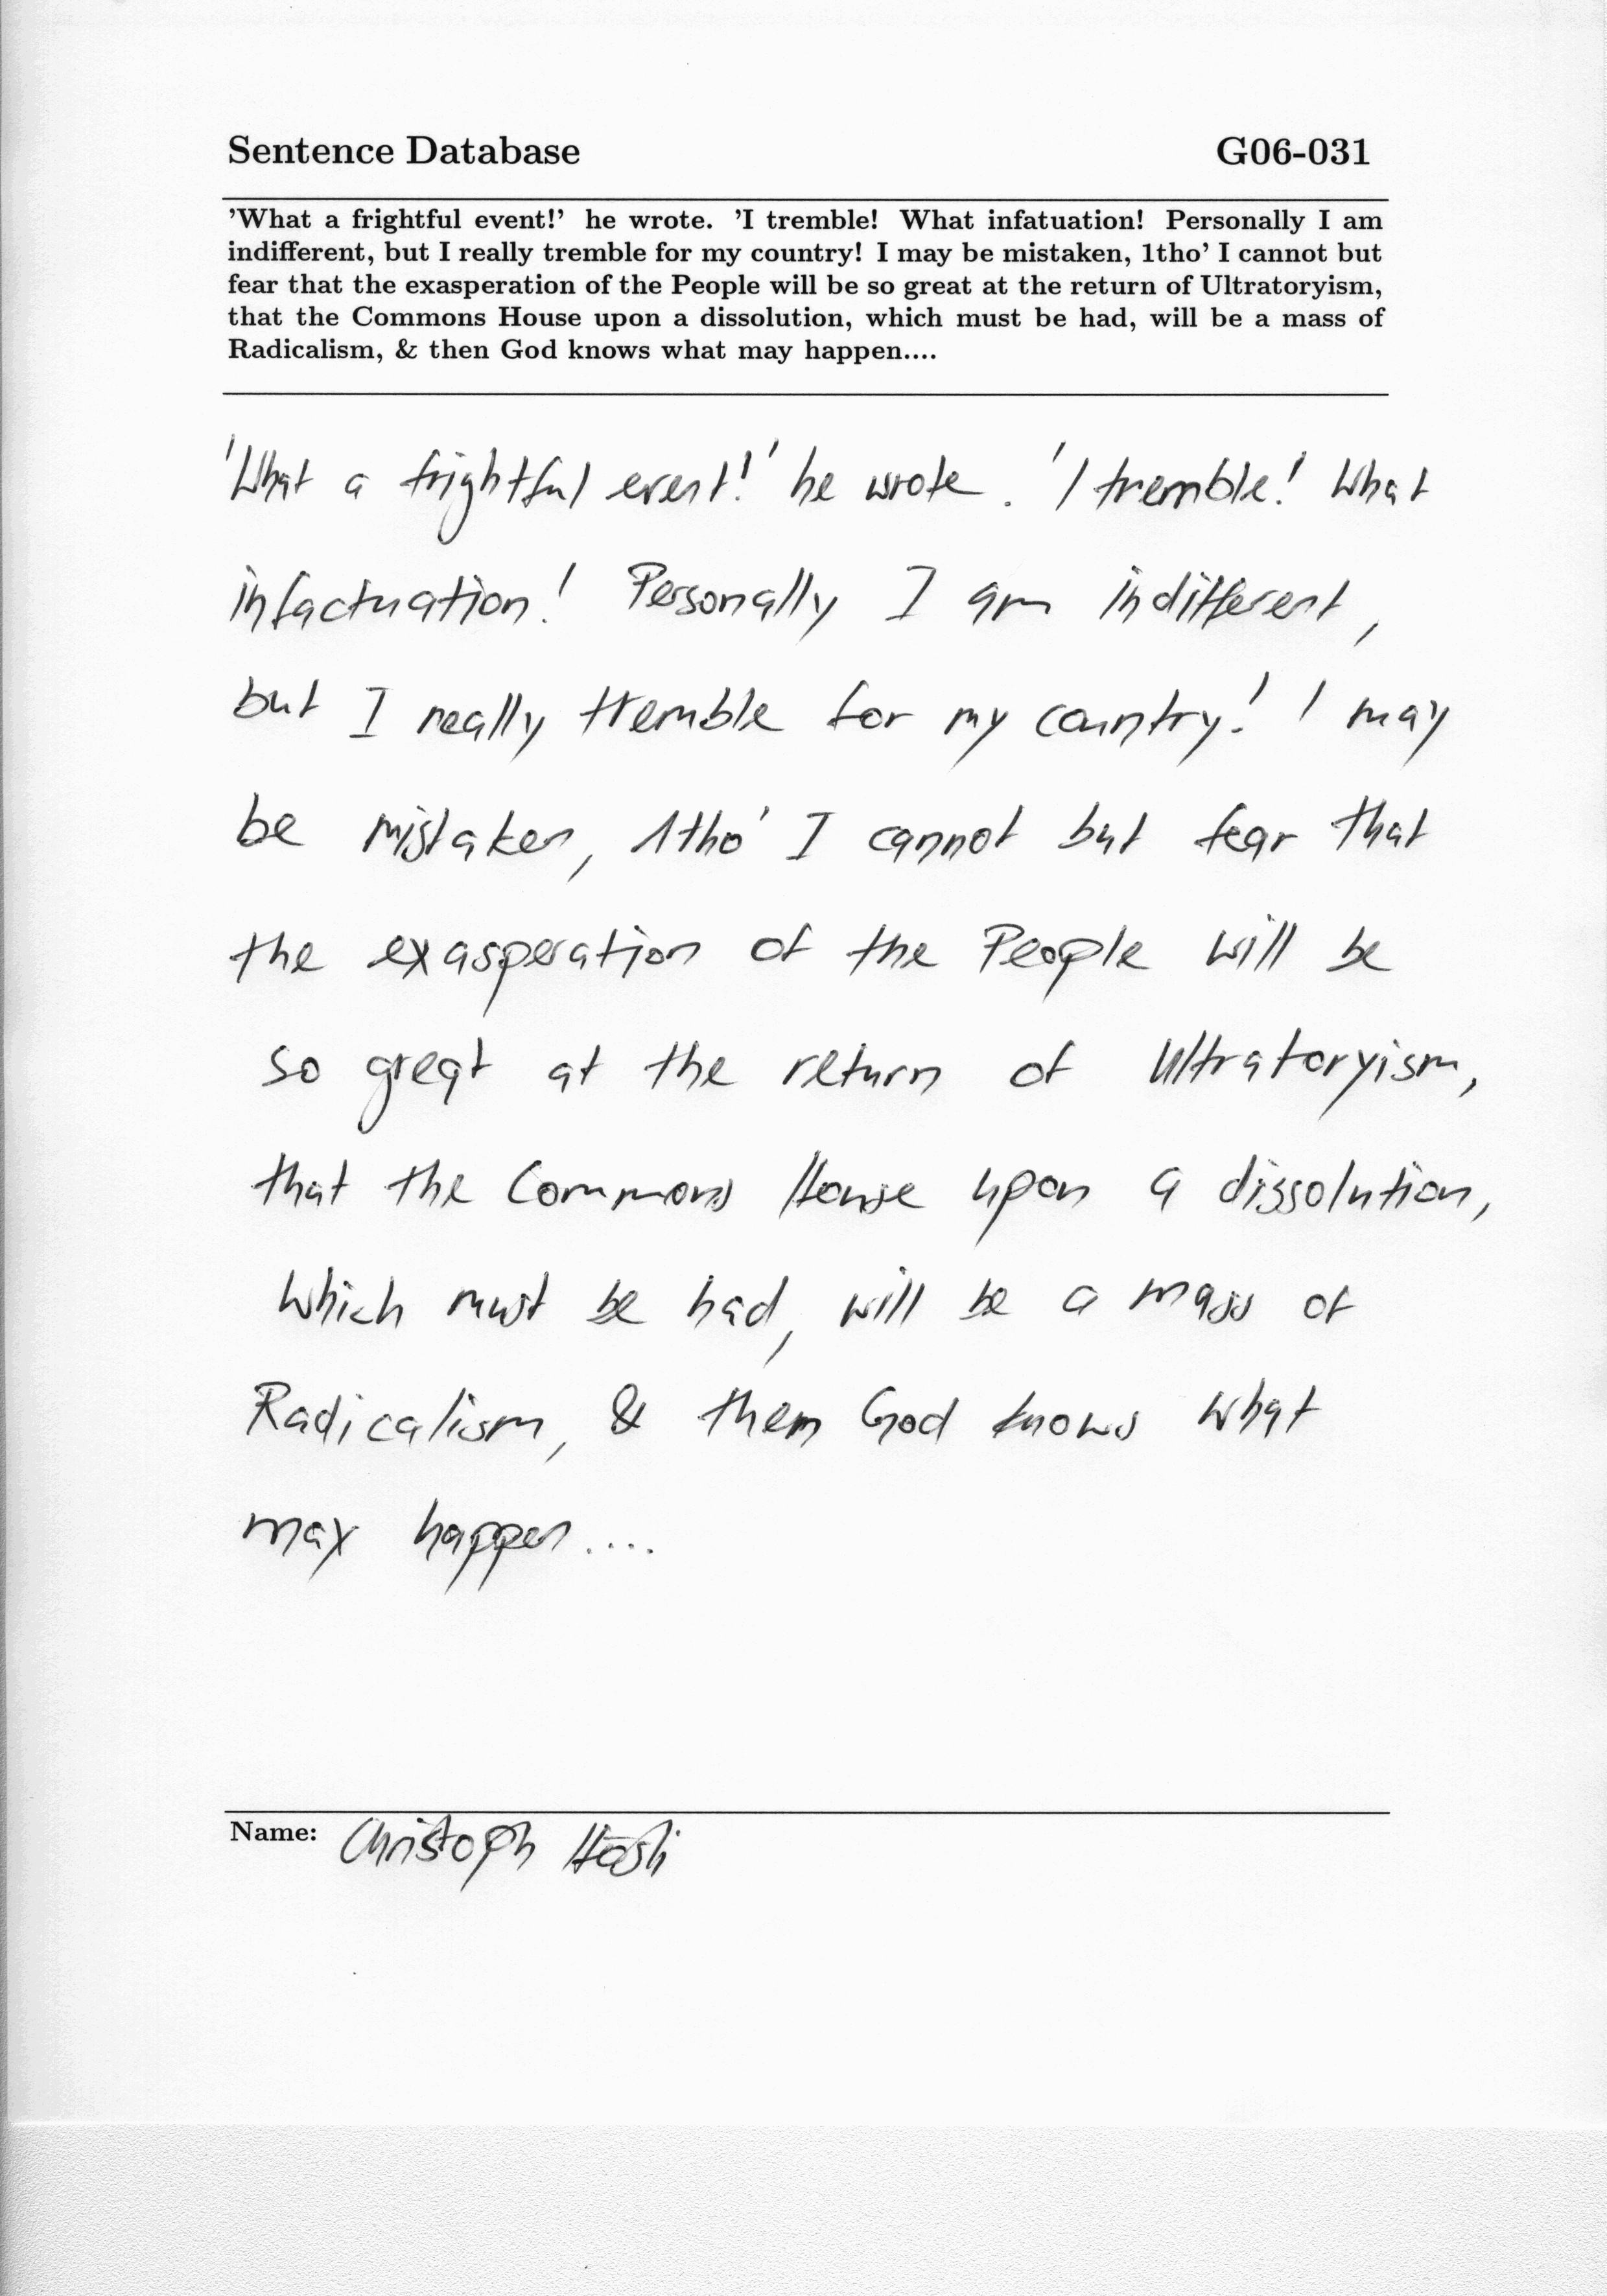 Sentence Database G06-031
'What a frightful event!' he wrote. 'I tremble! What infatuation! Personally I am
indifferent, but I really tremble for my country! I may be mistaken, 1tho' I cannot but
fear that the exasperation of the People will be so great at the return of Ultratoryism,
that the Commons House upon a dissolution, which must be had, will be a mass of
Radicalism, & then God knows what may happen....
'What a frightful event!' he wrote. 'I tremble! What
infactuation! Personally I am indifferent,
but I really tremble for my country! I may
be mistaken, 1tho' I cannot but fear that
the exasperation of the People will be
so great at the return of Ultratoryism,
that the Commons House upon a dissolution,
which must be had, will be a mass of
Radicalism, & them God knows what
may happen....
Name: Christoph